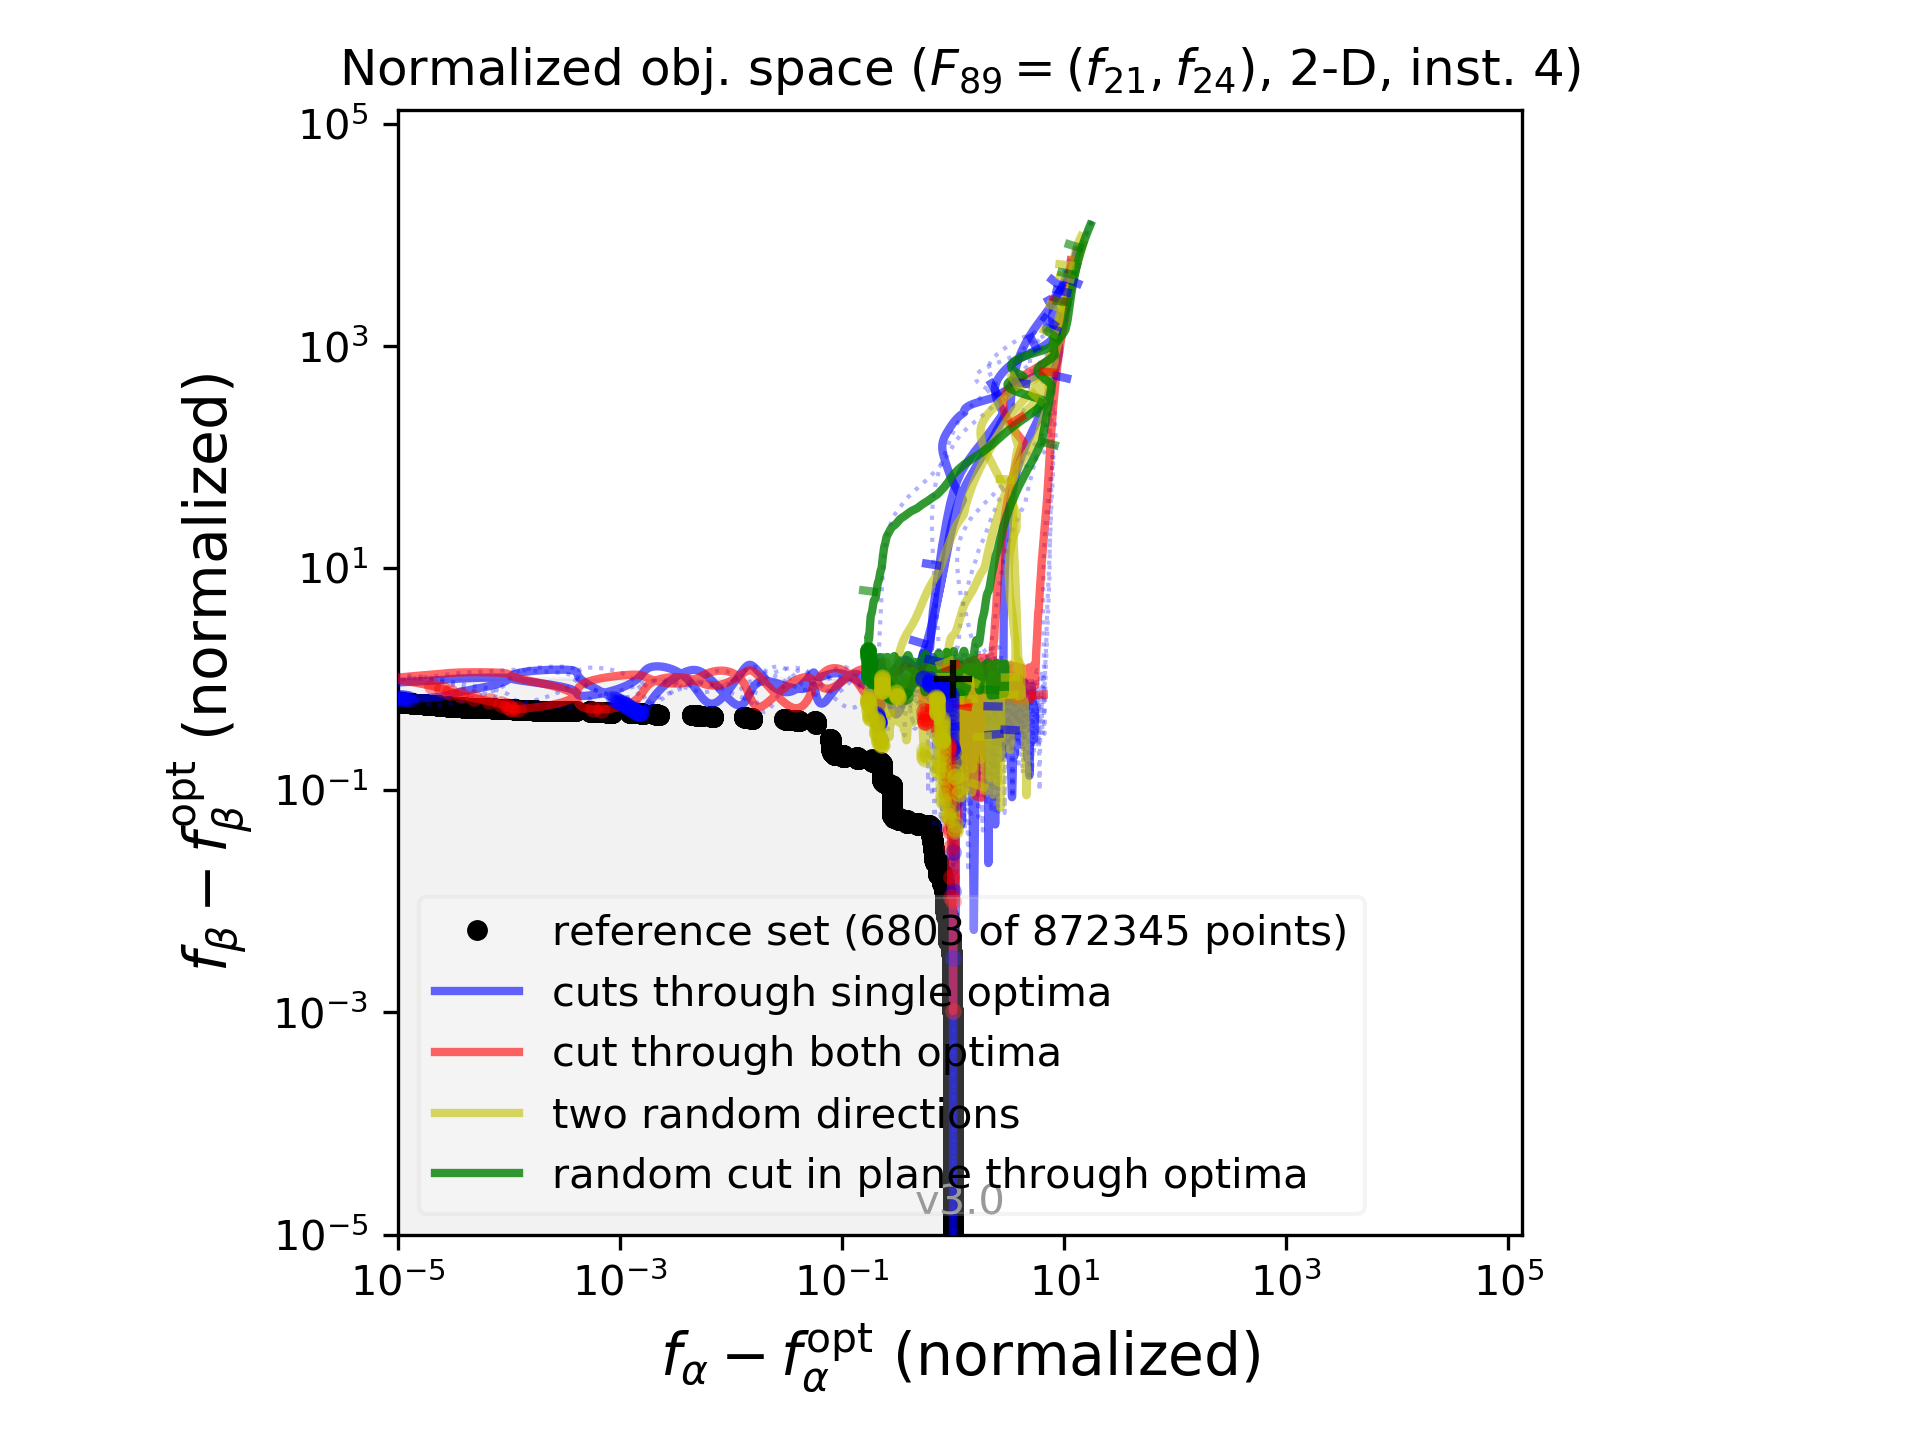 Normalized obj. space (F₈₉ = (f₂₁, f₂₄), 2-D, inst. 4)
10⁵
10³
10¹
10⁻¹
10⁻³
10⁻⁵
f_β − f_β^opt (normalized)
reference set (6803 of 872345 points)
cuts through single optima
cut through both optima
two random directions
random cut in plane through optima
v3.0
10⁻⁵ 10⁻³ 10⁻¹ 10¹ 10³ 10⁵
f_α − f_α^opt (normalized)